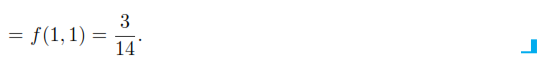 = f(1, 1) = 3/14.